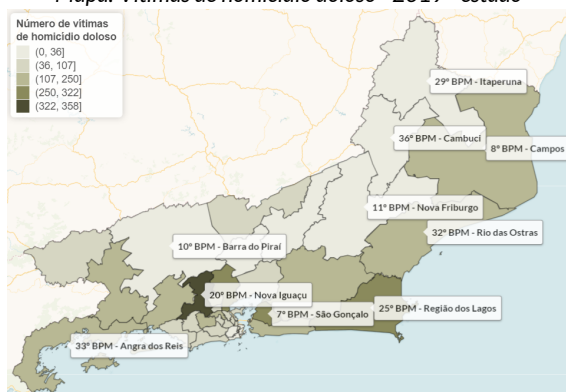 Mapa: Vítimas de homicídio doloso - 2019 - estado
Número de vítimas
de homicídio doloso
(0, 36]
(36, 107]
(107, 250]
(250, 322]
(322, 358]
29º BPM - Itaperuna
36º BPM - Cambuci
8º BPM - Campos
11º BPM - Nova Friburgo
32º BPM - Rio das Ostras
10º BPM - Barra do Piraí
20º BPM - Nova Iguaçu
25º BPM - Região dos Lagos
7º BPM - São Gonçalo
33º BPM - Angra dos Reis